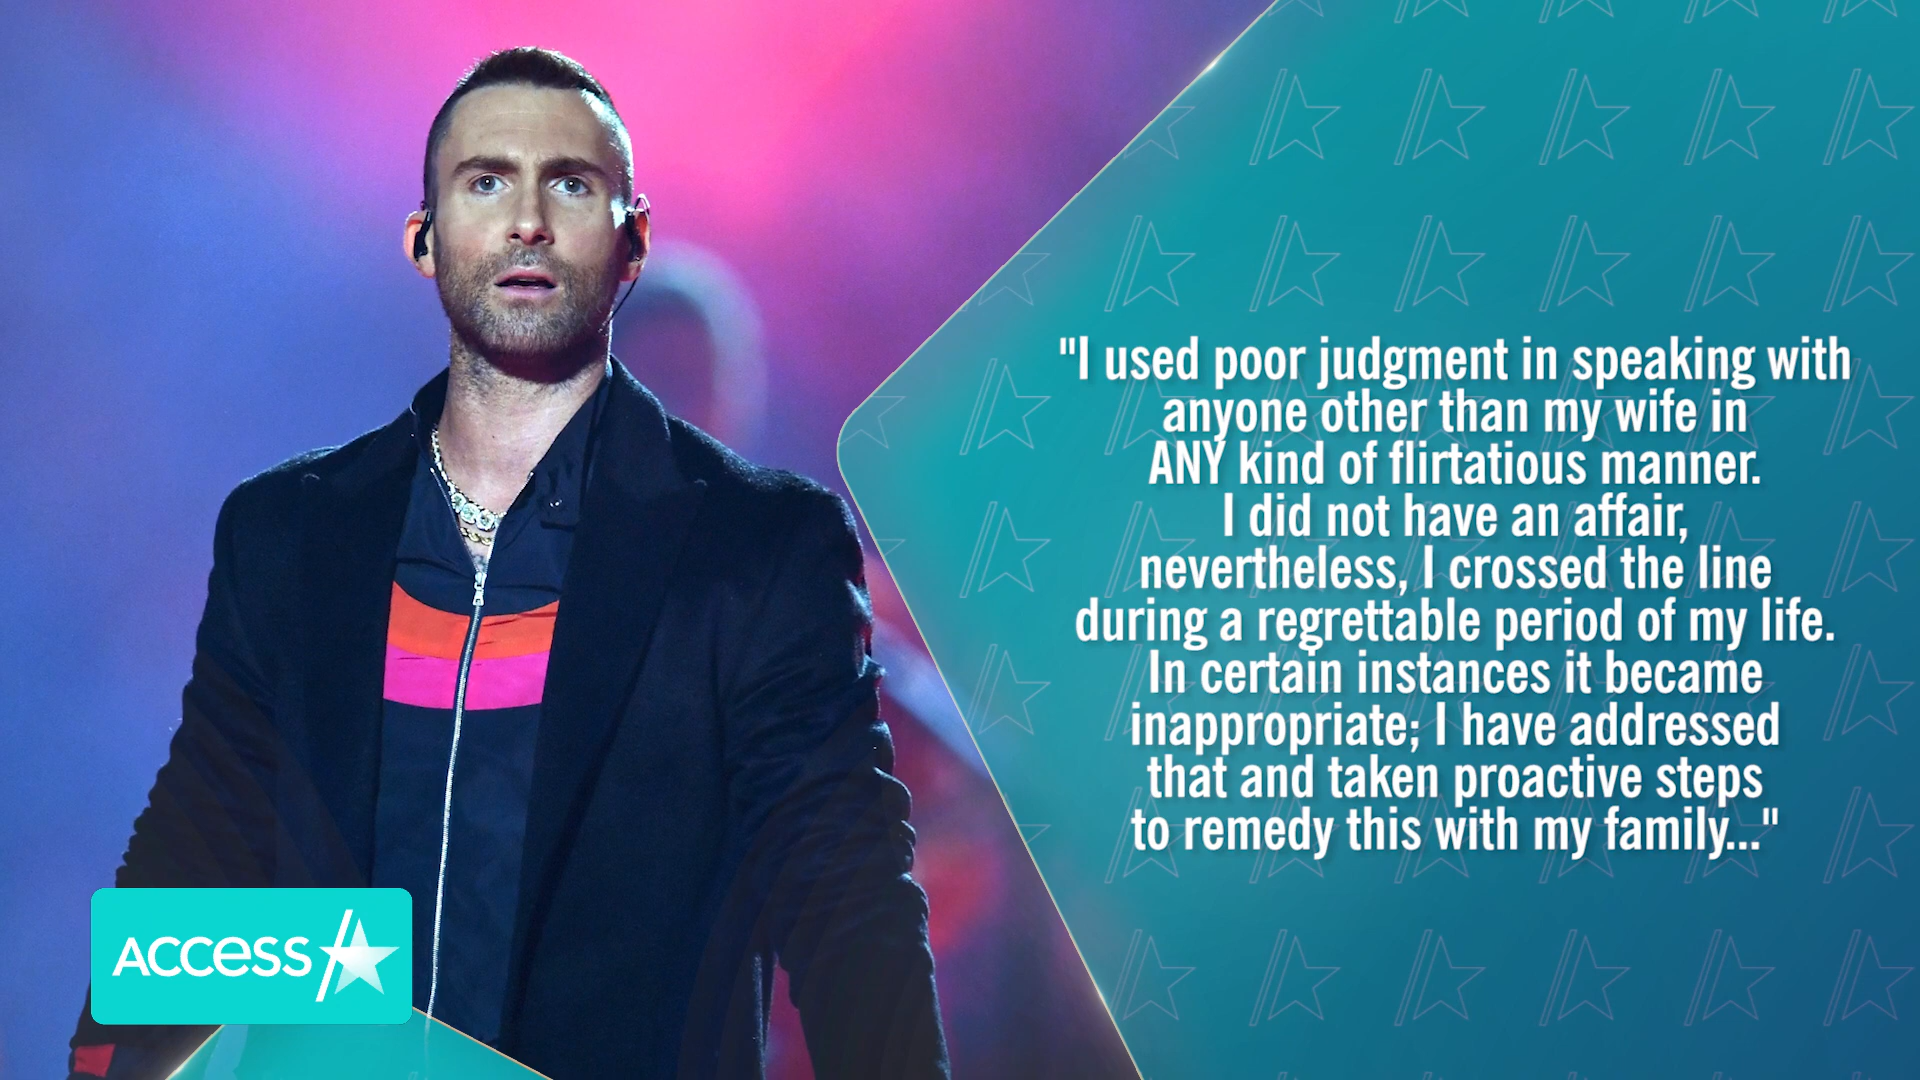 "I used poor judgment in speaking with
anyone other than my wife in
ANY kind of flirtatious manner.
I did not have an affair,
nevertheless, I crossed the line
during a regrettable period of my life.
In certain instances it became
inappropriate; I have addressed
that and taken proactive steps
to remedy this with my family..."
ACCESS